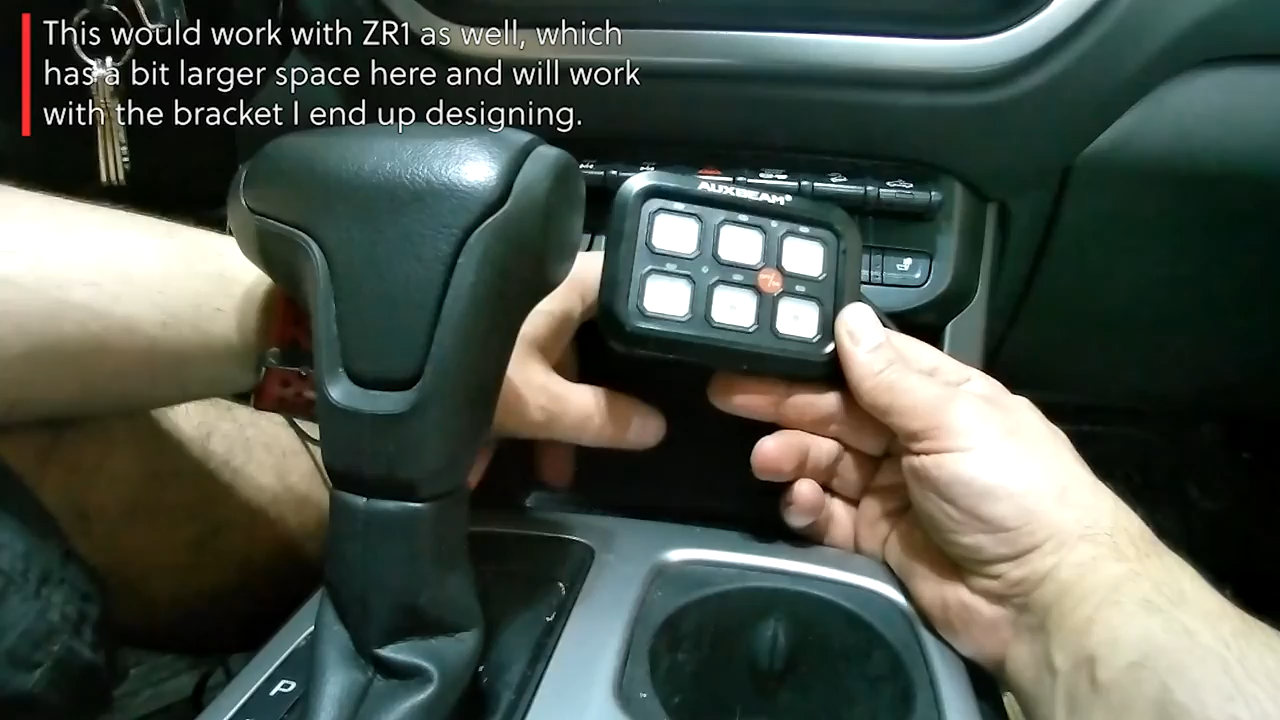 This would work with ZR1 as well, which
has a bit larger space here and will work
with the bracket I end up designing.
AUXBEAM®
P